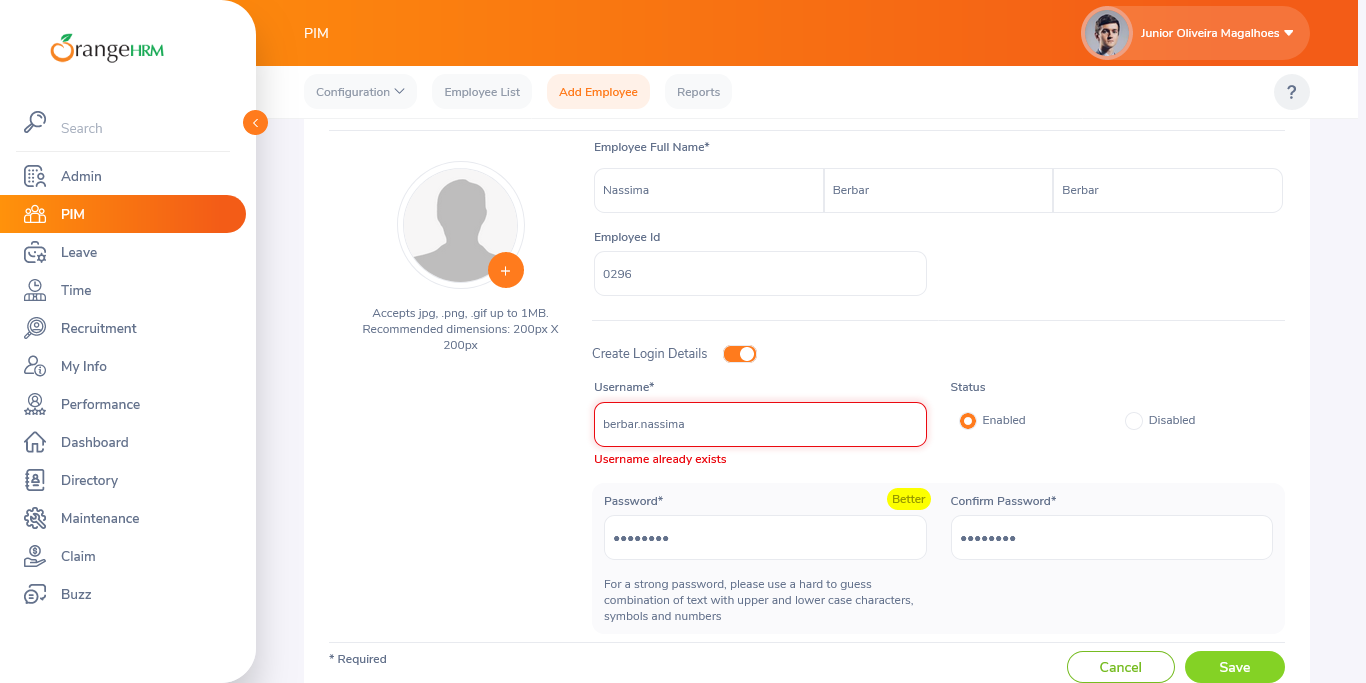 OrangeHRM
PIM
Junior Oliveira Magalhoes
Configuration
Employee List
Add Employee
Reports
?
Search
Admin
PIM
Leave
Time
Recruitment
My Info
Performance
Dashboard
Directory
Maintenance
Claim
Buzz
Accepts jpg, .png, .gif up to 1MB.
Recommended dimensions: 200px X
200px
Employee Full Name*
Nassima
Berbar
Berbar
Employee Id
0296
Create Login Details
Username*
berbar.nassima
Username already exists
Status
Enabled
Disabled
Password*
Better
●●●●●●●●
Confirm Password*
●●●●●●●●
For a strong password, please use a hard to guess
combination of text with upper and lower case characters,
symbols and numbers
* Required
Cancel
Save